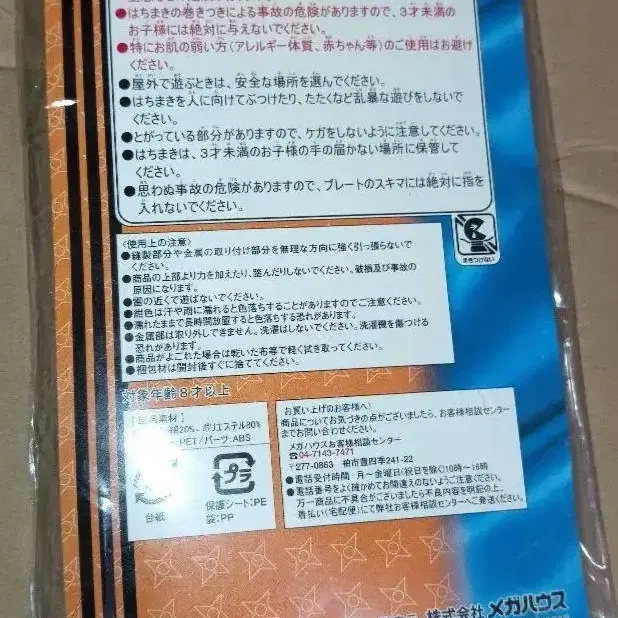 ●はちまきの巻きつきによる事故の危険がありますので、3才未満の
お子様には絶対に与えないでください。
●特にお肌の弱い方(アレルギー体質、赤ちゃん等)のご使用はお避け
ください。
●屋外で遊ぶときは、安全な場所を選んでください。
●はちまきを人に向けてぶつけたり、たたくなど乱暴な遊びをしないで
ください。
●とがっている部分がありますので、ケガをしないように注意してください。
●はちまきは、3才未満のお子様の手の届かない場所に保管して
ください。
●思わぬ事故の危険がありますので、プレートのスキマには絶対に指を
入れないでください。
まきつけない
〈使用上の注意〉
●縫製部分や金属の取り付け部分を無理な方向に強く引っ張らないで
ください。
●商品の上部より力を加えたり、踏んだりしないでください。破損及び事故の
原因になります。
●歯の近くで遊ばないでください。
●紺色は汗や雨に濡れると色落ちすることがありますのでご注意ください。
●濡れたままで長時間放置すると色落ちする恐れがあります。
●金属部は取り外しできません。洗濯はしないでください。洗濯機を傷つける
恐れがあります。
●商品がよごれた場合は乾いた布等で軽く拭き取ってください。
●梱包材は開封後すぐに捨ててください。
対象年齢8才以上
綿20%、ポリエステル80%
PET/パーツ:ABS
台紙
プラ
保護シート:PE
袋:PP
お買い上げのお客様へ
商品についてお気づきの点がございましたら、お客様相談センター
までお問い合わせください。
メガハウスお客様相談センター
☎04-7143-7471
〒277-0863 柏市豊四季241-22
●電話受付時間 月〜金曜日(祝日を除く)10時〜16時
●電話番号をよく確かめてお間違えのないようご注意ください。
万一商品に不具合がございましたら不良内容を明記の上、
着払い(宅配便)にて弊社お客様相談センターへご送付ください。
株式会社 メガハウス